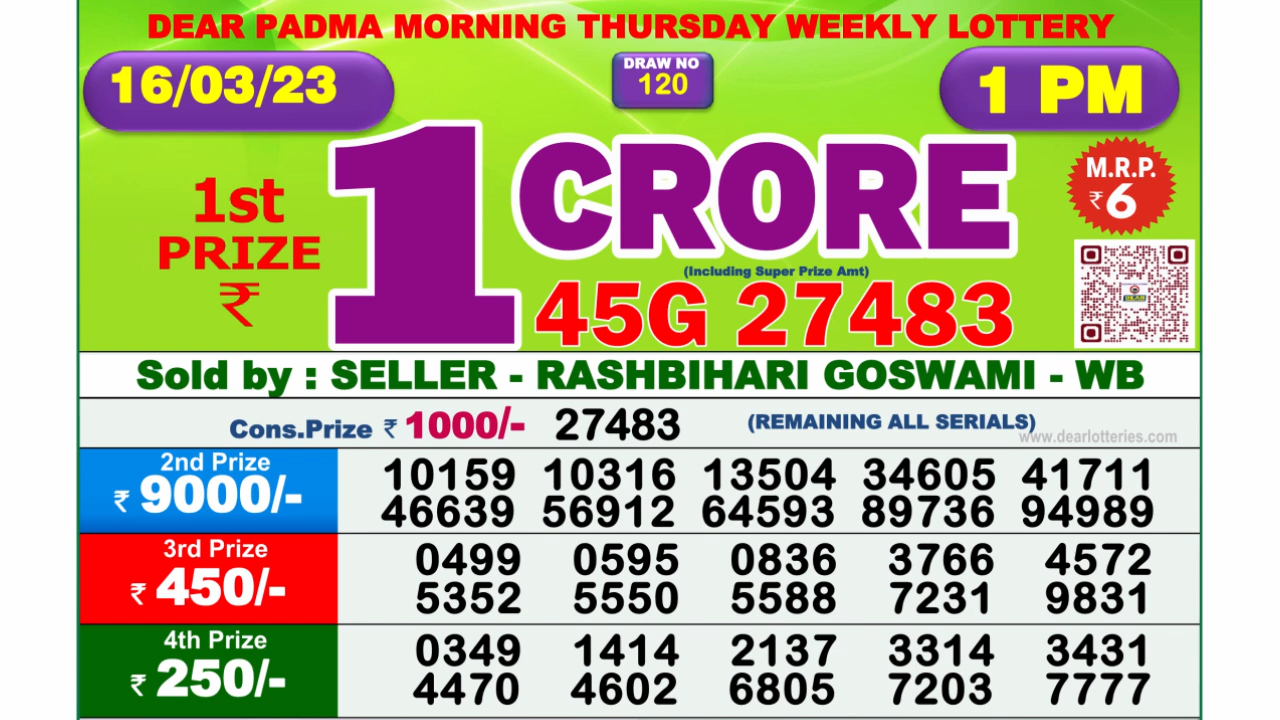 DEAR PADMA MORNING THURSDAY WEEKLY LOTTERY
16/03/23
DRAW NO
120
1 PM
1st
PRIZE
₹
1 CRORE
(Including Super Prize Amt)
45G 27483
M.R.P.
₹ 6
DEAR
Sold by : SELLER - RASHBIHARI GOSWAMI - WB
Cons.Prize ₹ 1000/- 27483 (REMAINING ALL SERIALS)
www.dearlotteries.com
2nd Prize
₹ 9000/-
10159 10316 13504 34605 41711
46639 56912 64593 89736 94989
3rd Prize
₹ 450/-
0499 0595 0836 3766 4572
5352 5550 5588 7231 9831
4th Prize
₹ 250/-
0349 1414 2137 3314 3431
4470 4602 6805 7203 7777